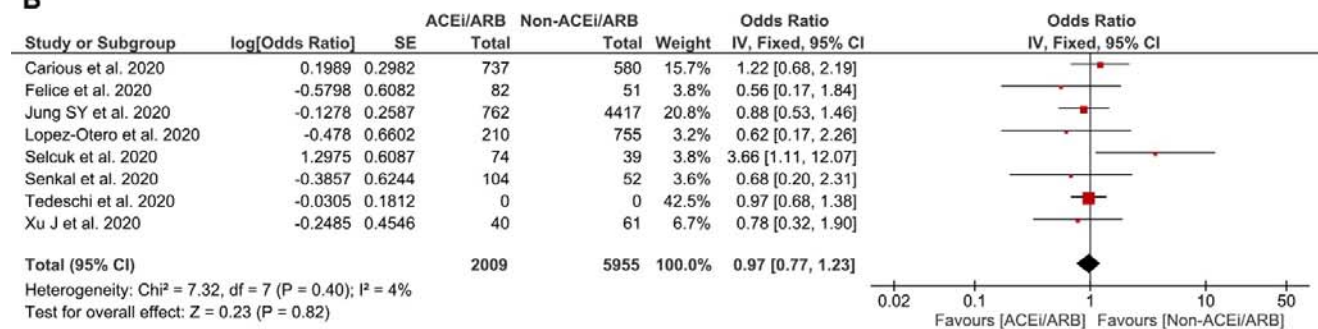 B
ACEi/ARB Non-ACEi/ARB Odds Ratio Odds Ratio
Study or Subgroup log[Odds Ratio] SE Total Total Weight IV, Fixed, 95% CI IV, Fixed, 95% CI
Carious et al. 2020 0.1989 0.2982 737 580 15.7% 1.22 [0.68, 2.19]
Felice et al. 2020 -0.5798 0.6082 82 51 3.8% 0.56 [0.17, 1.84]
Jung SY et al. 2020 -0.1278 0.2587 762 4417 20.8% 0.88 [0.53, 1.46]
Lopez-Otero et al. 2020 -0.478 0.6602 210 755 3.2% 0.62 [0.17, 2.26]
Selcuk et al. 2020 1.2975 0.6087 74 39 3.8% 3.66 [1.11, 12.07]
Senkal et al. 2020 -0.3857 0.6244 104 52 3.6% 0.68 [0.20, 2.31]
Tedeschi et al. 2020 -0.0305 0.1812 0 0 42.5% 0.97 [0.68, 1.38]
Xu J et al. 2020 -0.2485 0.4546 40 61 6.7% 0.78 [0.32, 1.90]
Total (95% CI) 2009 5955 100.0% 0.97 [0.77, 1.23]
Heterogeneity: Chi² = 7.32, df = 7 (P = 0.40); I² = 4%
Test for overall effect: Z = 0.23 (P = 0.82)
0.02 0.1 1 10 50
Favours [ACEi/ARB] Favours [Non-ACEi/ARB]